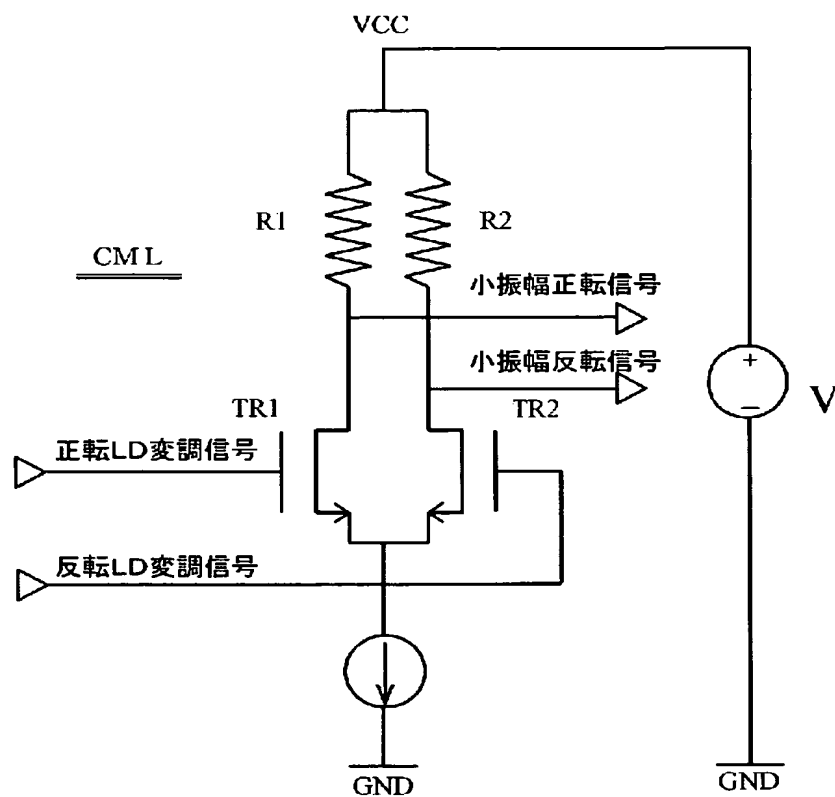 VCC
R1
R2
CML
小振幅正転信号
小振幅反転信号
+
−
V
TR1
TR2
正転LD変調信号
反転LD変調信号
GND
GND